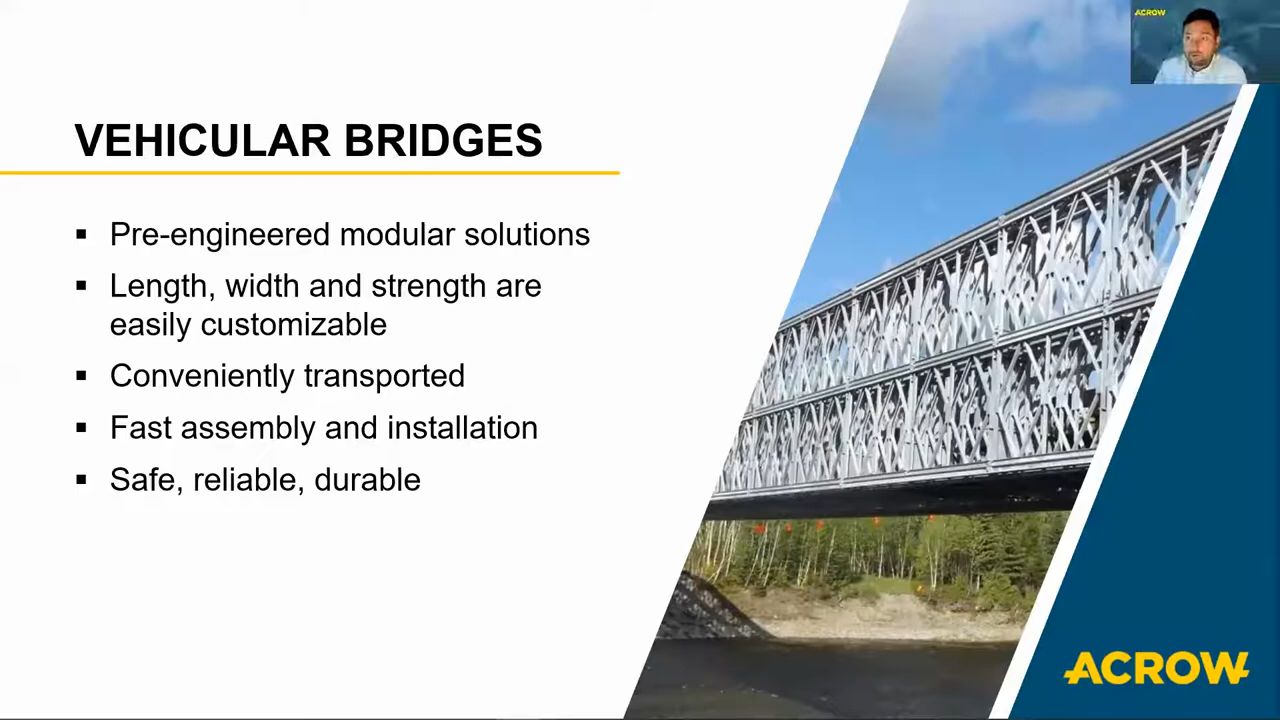 ACROW
VEHICULAR BRIDGES
▪ Pre-engineered modular solutions
▪ Length, width and strength are
easily customizable
▪ Conveniently transported
▪ Fast assembly and installation
▪ Safe, reliable, durable
ACROW